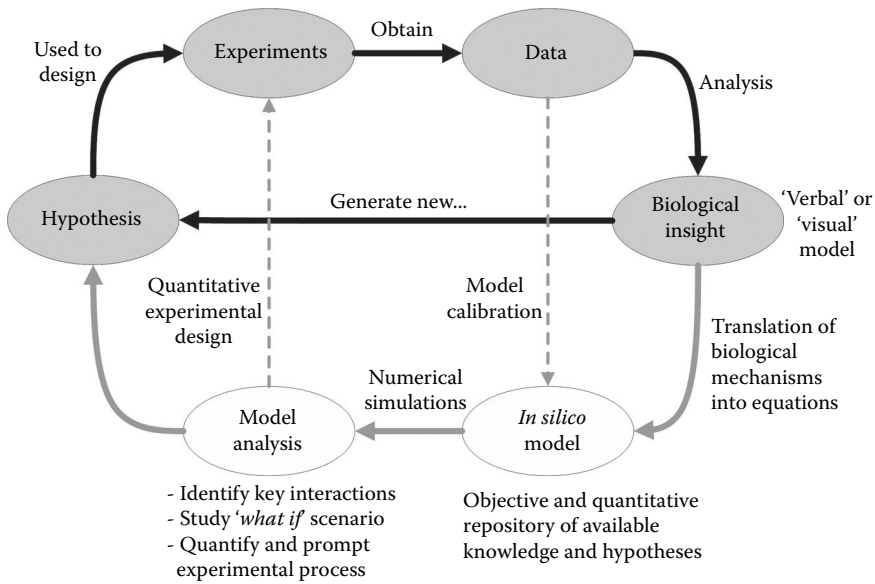 Used to
design
Experiments
Obtain
Data
Analysis
Hypothesis
Generate new...
Biological
insight
'Verbal' or
'visual'
model
Quantitative
experimental
design
Model
calibration
Translation of
biological
mechanisms
into equations
Model
analysis
Numerical
simulations
In silico
model
- Identify key interactions
- Study 'what if' scenario
- Quantify and prompt
experimental process
Objective and quantitative
repository of available
knowledge and hypotheses